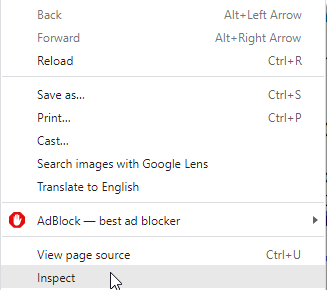 Back Alt+Left Arrow
Forward Alt+Right Arrow
Reload Ctrl+R
Save as... Ctrl+S
Print... Ctrl+P
Cast...
Search images with Google Lens
Translate to English
AdBlock — best ad blocker
View page source Ctrl+U
Inspect